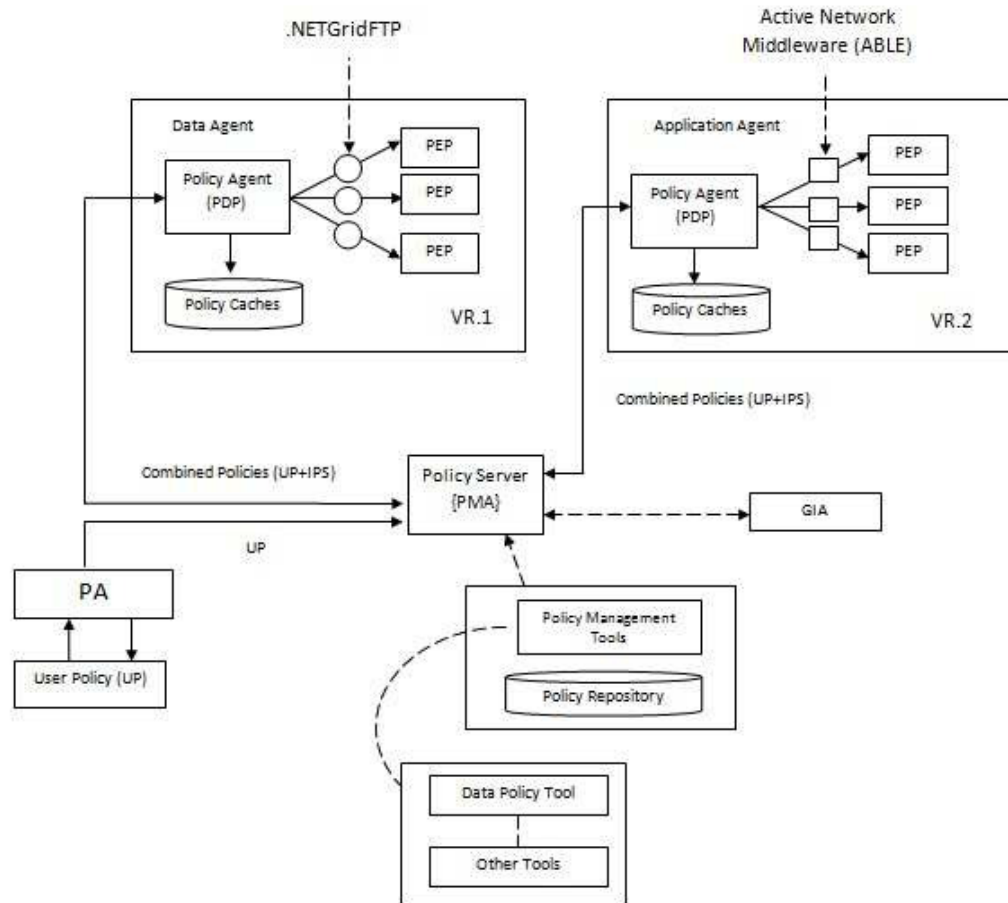 .NETGridFTP
Active Network
Middleware (ABLE)
Data Agent
Policy Agent
(PDP)
PEP
PEP
PEP
Policy Caches
VR.1
Application Agent
Policy Agent
(PDP)
PEP
PEP
PEP
Policy Caches
VR.2
Combined Policies (UP+IPS)
Combined Policies (UP+IPS)
Policy Server
{PMA}
GIA
UP
PA
User Policy (UP)
Policy Management
Tools
Policy Repository
Data Policy Tool
Other Tools